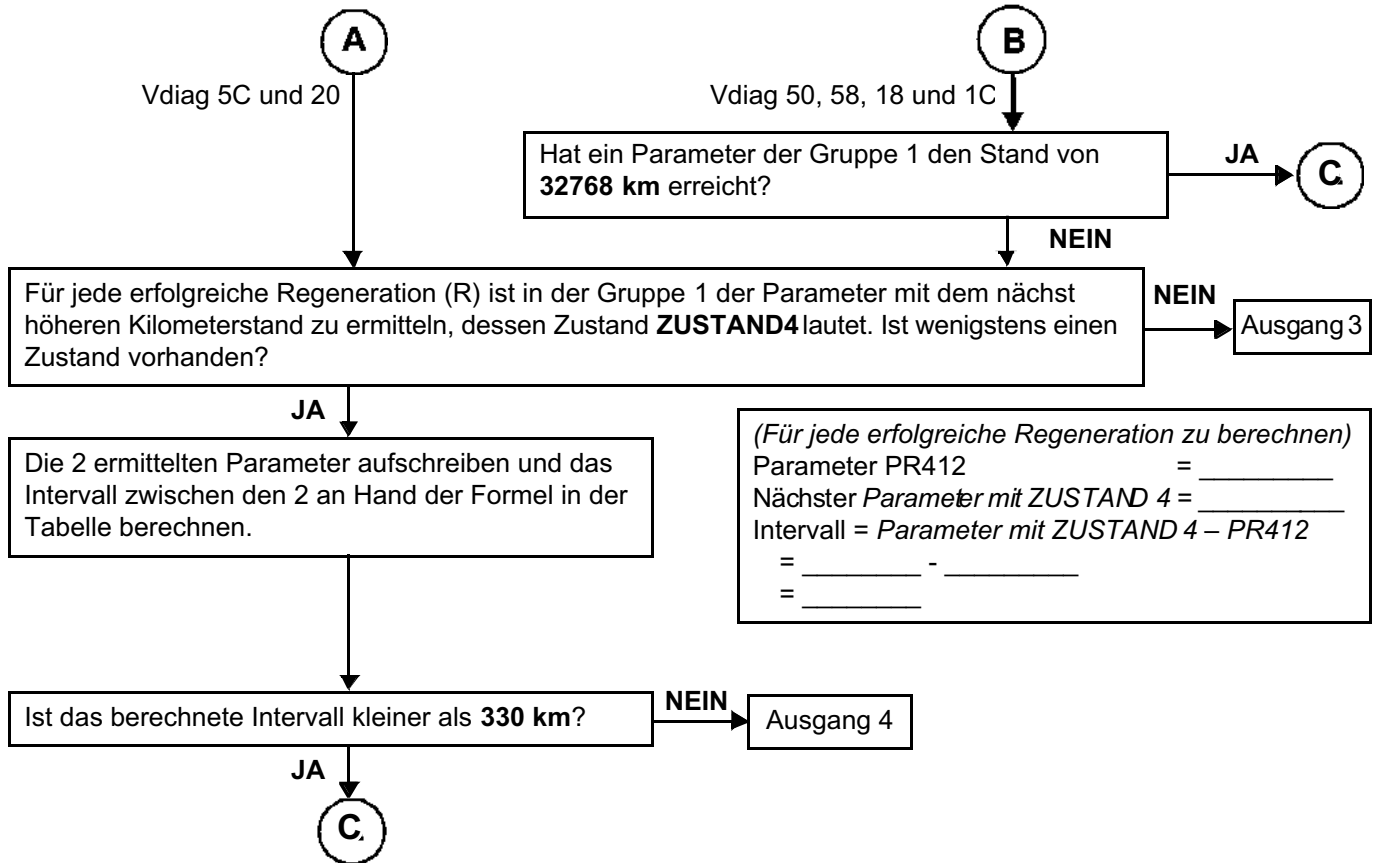 A
B
Vdiag 5C und 20
Vdiag 50, 58, 18 und 1C
Hat ein Parameter der Gruppe 1 den Stand von
32768 km erreicht?
JA
C
NEIN
Für jede erfolgreiche Regeneration (R) ist in der Gruppe 1 der Parameter mit dem nächst
höheren Kilometerstand zu ermitteln, dessen Zustand ZUSTAND4 lautet. Ist wenigstens einen
Zustand vorhanden?
NEIN
Ausgang 3
JA
Die 2 ermittelten Parameter aufschreiben und das
Intervall zwischen den 2 an Hand der Formel in der
Tabelle berechnen.
(Für jede erfolgreiche Regeneration zu berechnen)
Parameter PR412 = _________
Nächster Parameter mit ZUSTAND 4 = __________
Intervall = Parameter mit ZUSTAND 4 – PR412
= ________ - _________
= ________
Ist das berechnete Intervall kleiner als 330 km?
NEIN
Ausgang 4
JA
C